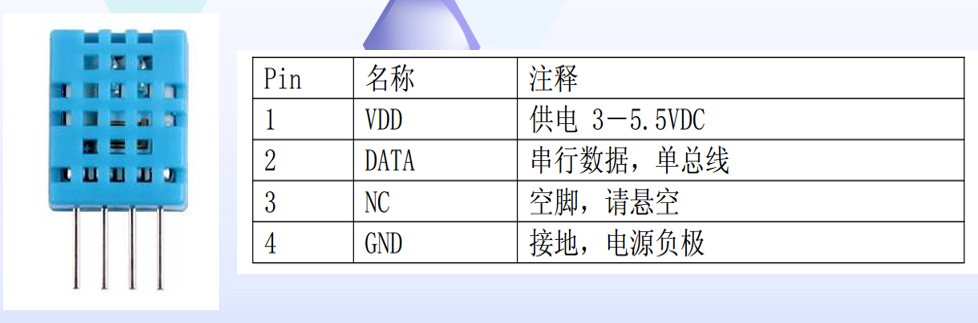 Pin 名称 注释
1 VDD 供电 3－5.5VDC
2 DATA 串行数据，单总线
3 NC 空脚，请悬空
4 GND 接地，电源负极